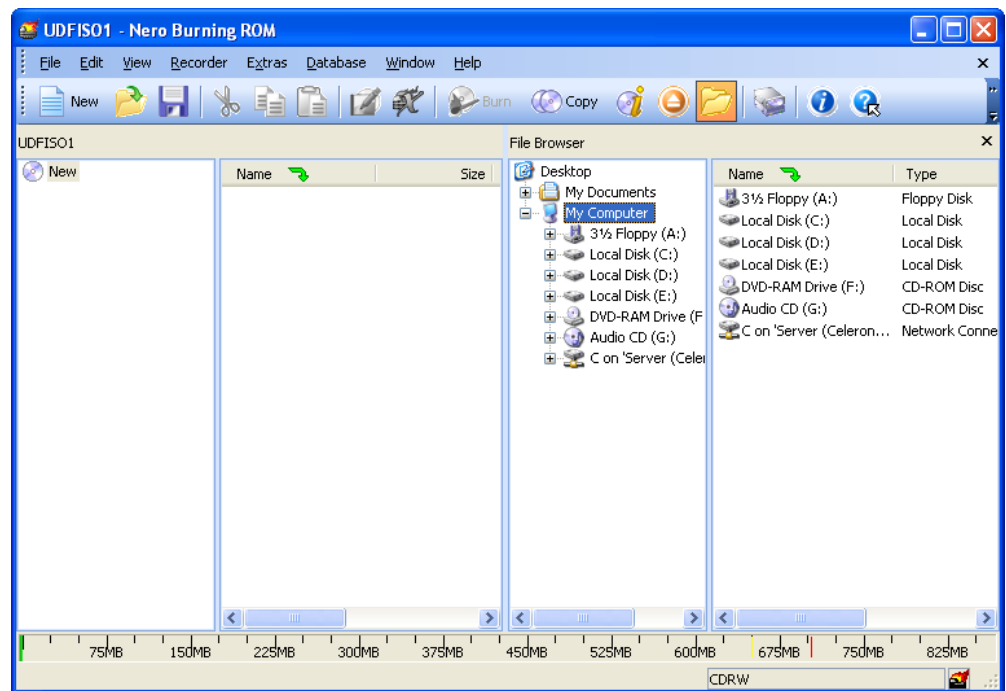 UDFISO1 - Nero Burning ROM
File Edit View Recorder Extras Database Window Help
New Burn Copy
UDFISO1
File Browser
New
Name Size
Desktop
My Documents
My Computer
3½ Floppy (A:)
Local Disk (C:)
Local Disk (D:)
Local Disk (E:)
DVD-RAM Drive (F
Audio CD (G:)
C on 'Server (Celer
Name Type
3½ Floppy (A:) Floppy Disk
Local Disk (C:) Local Disk
Local Disk (D:) Local Disk
Local Disk (E:) Local Disk
DVD-RAM Drive (F:) CD-ROM Disc
Audio CD (G:) CD-ROM Disc
C on 'Server (Celeron... Network Conne
75MB 150MB 225MB 300MB 375MB 450MB 525MB 600MB 675MB 750MB 825MB
CDRW